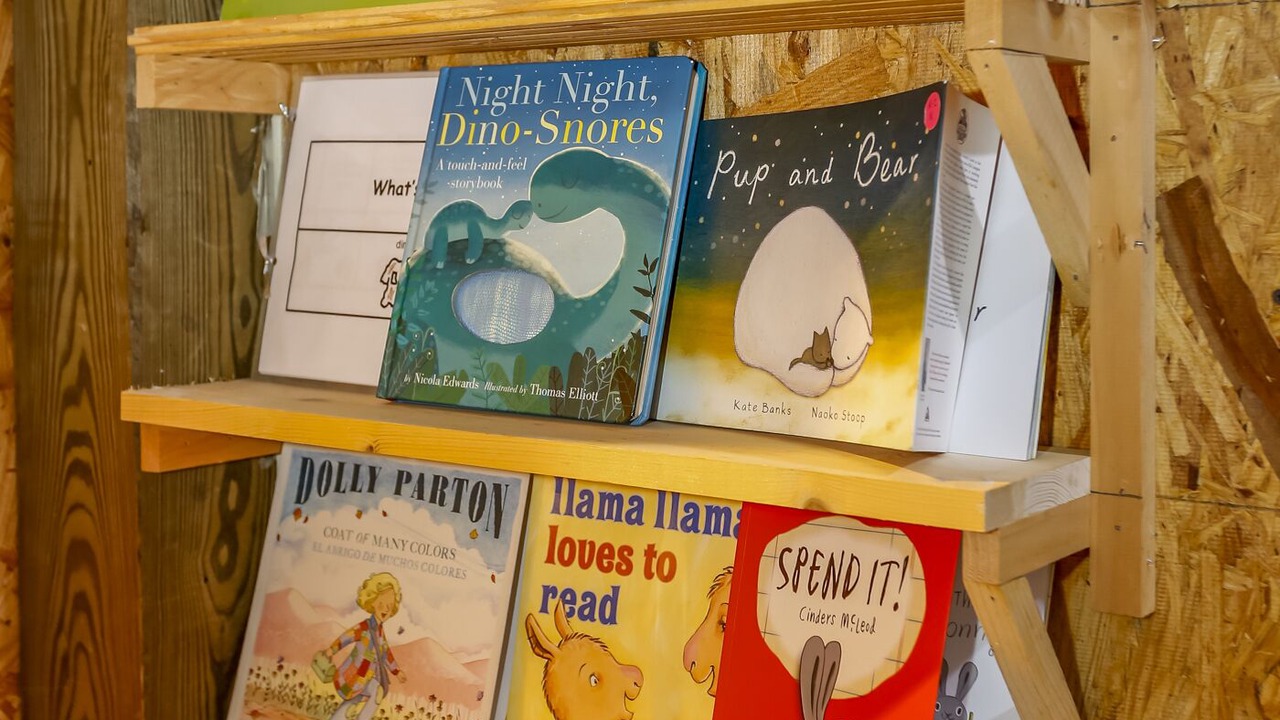 What's
Night Night,
Dino-Snores
A touch-and-feel
storybook
by Nicola Edwards Illustrated by Thomas Elliott
Pup and Bear
Kate Banks Naoko Stoop
r
DOLLY PARTON
COAT OF MANY COLORS
EL ABRIGO DE MUCHOS COLORES
llama llama
loves to
read
SPEND IT!
Cinders McLeod